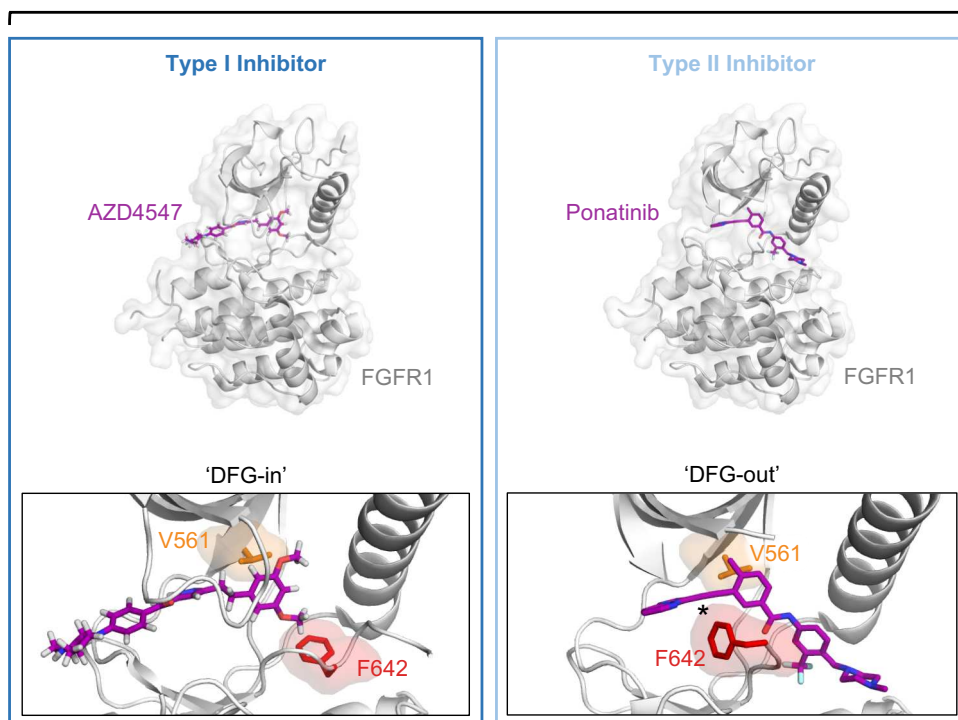 Type I Inhibitor
AZD4547
FGFR1
‘DFG-in’
V561
F642
Type II Inhibitor
Ponatinib
FGFR1
‘DFG-out’
V561
*
F642